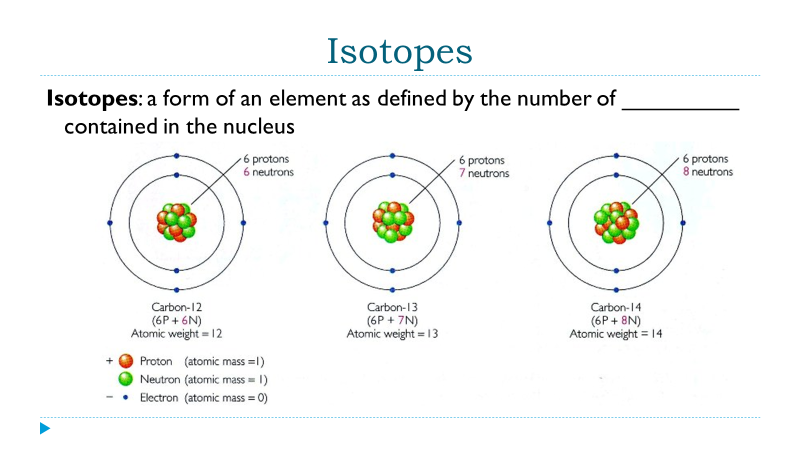 Isotopes
Isotopes: a form of an element as defined by the number of __________
contained in the nucleus
6 protons
6 neutrons
6 protons
7 neutrons
6 protons
8 neutrons
Carbon-12
(6P + 6N)
Atomic weight = 12
Carbon-13
(6P + 7N)
Atomic weight = 13
Carbon-14
(6P + 8N)
Atomic weight = 14
+ Proton (atomic mass =1)
Neutron (atomic mass = 1)
− Electron (atomic mass = 0)